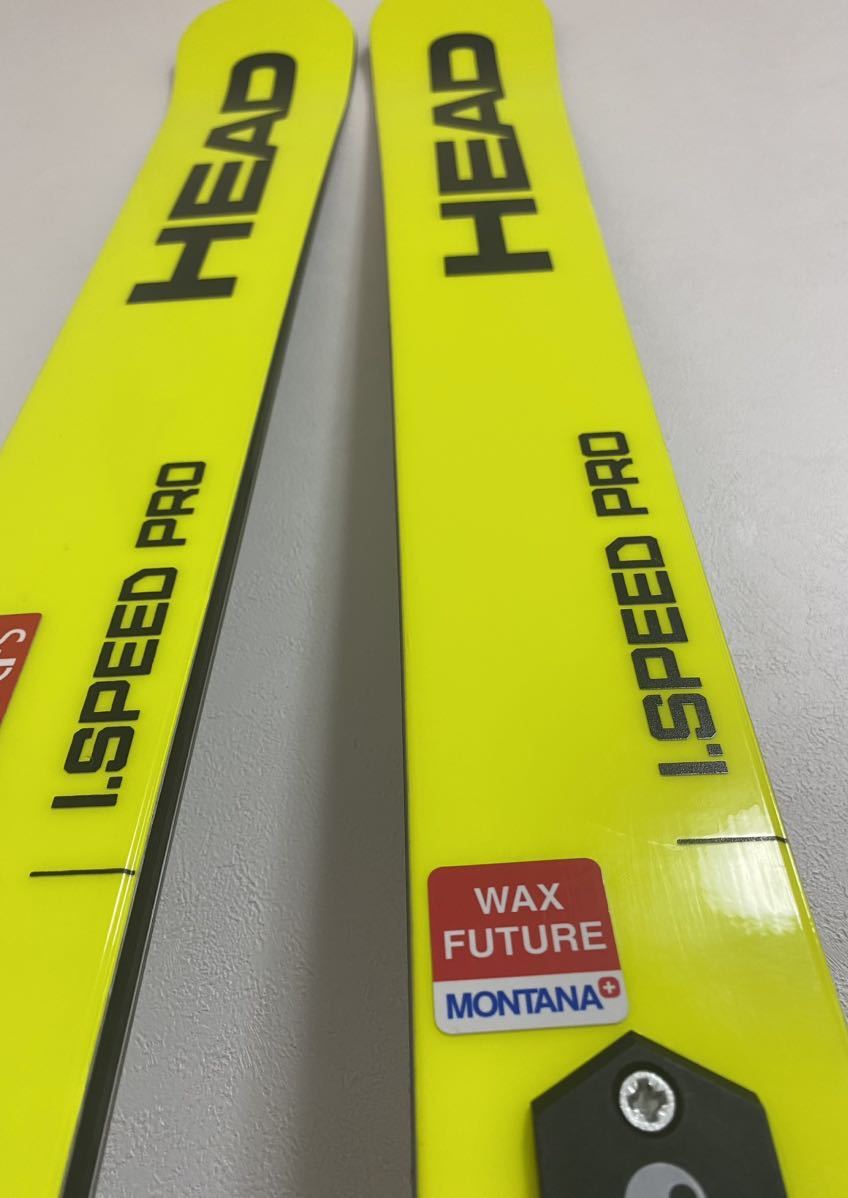 HEAD
HEAD
I.SPEED PRO
I.SPEED PRO
WAX
FUTURE
MONTANA